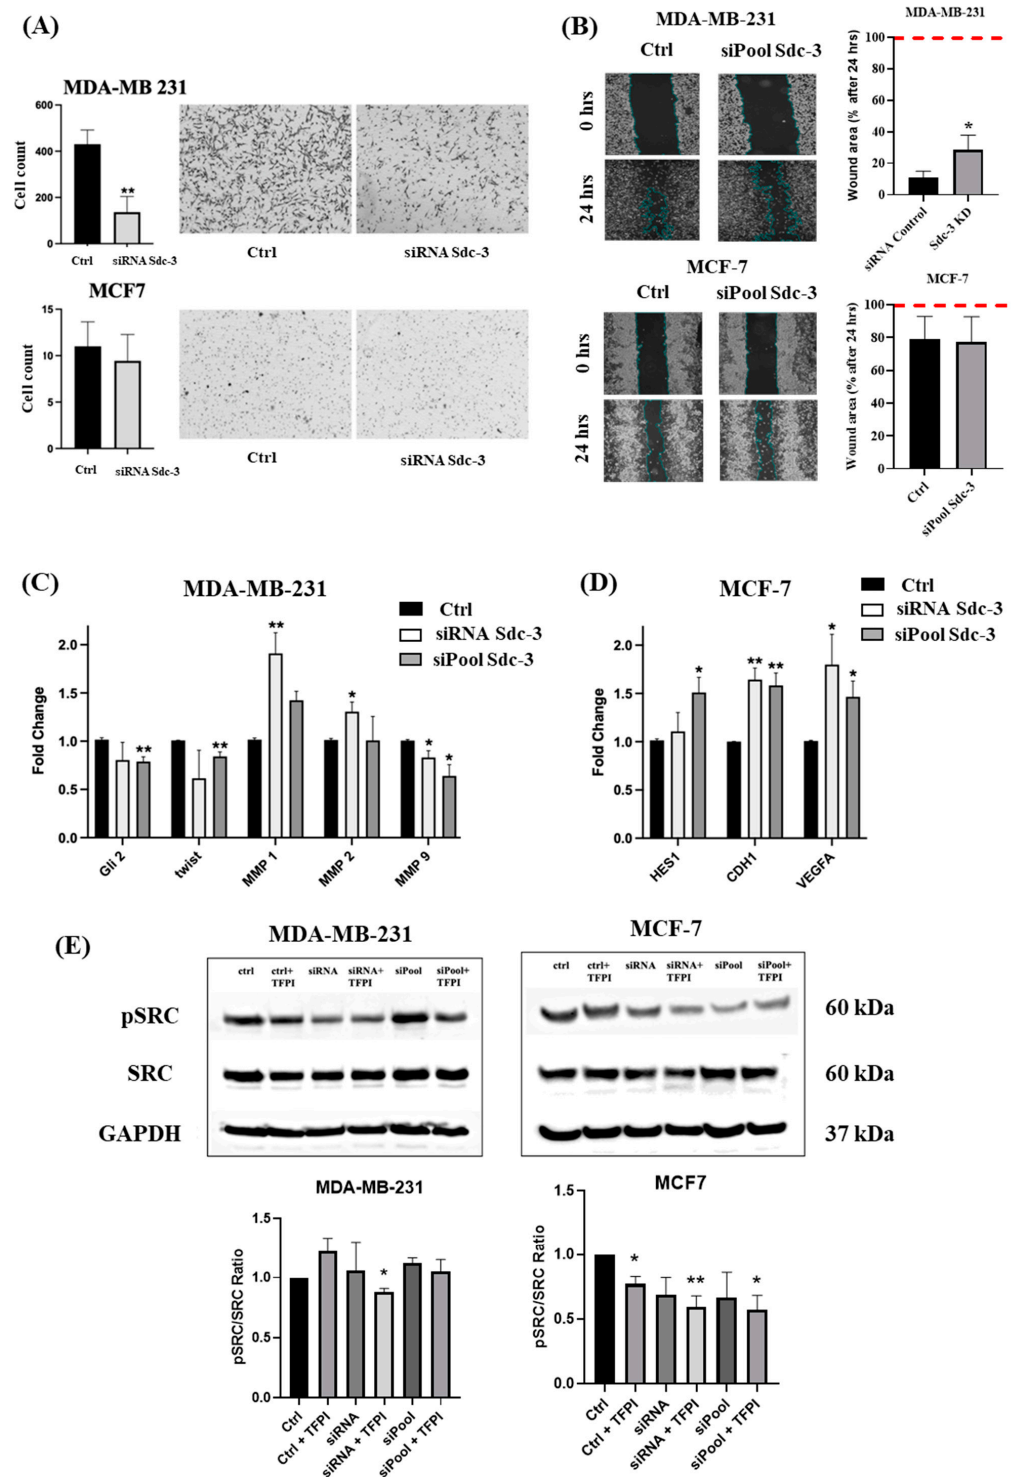 (A)
MDA-MB 231
600
400
200
0
Cell count
**
Ctrl
siRNA Sdc-3
Ctrl
siRNA Sdc-3
MCF7
15
10
5
0
Cell count
Ctrl
siRNA Sdc-3
Ctrl
siRNA Sdc-3
(B)
MDA-MB-231
Ctrl
siPool Sdc-3
0 hrs
24 hrs
MDA-MB-231
100
80
60
40
20
0
Wound area (% after 24 hrs)
*
siRNA Control
Sdc-3 KD
MCF-7
Ctrl
siPool Sdc-3
0 hrs
24 hrs
MCF-7
100
80
60
40
20
0
Wound area (% after 24 hrs)
Ctrl
siPool Sdc-3
(C)
MDA-MB-231
Ctrl
siRNA Sdc-3
siPool Sdc-3
2.0
1.5
1.0
0.5
0.0
Fold Change
**
**
**
*
*
*
Gli 2
twist
MMP 1
MMP 2
MMP 9
(D)
MCF-7
Ctrl
siRNA Sdc-3
siPool Sdc-3
2.0
1.5
1.0
0.5
0.0
Fold Change
*
**
**
*
*
HES1
CDH1
VEGFA
(E)
MDA-MB-231
ctrl
ctrl+
TFPI
siRNA
siRNA+
TFPI
siPool
siPool+
TFPI
MCF-7
ctrl
ctrl+
TFPI
siRNA
siRNA+
TFPI
siPool
siPool+
TFPI
pSRC
60 kDa
SRC
60 kDa
GAPDH
37 kDa
MDA-MB-231
1.5
1.0
0.5
0.0
pSRC/SRC Ratio
*
Ctrl
Ctrl + TFPI
siRNA
siRNA + TFPI
siPool
siPool + TFPI
MCF7
1.5
1.0
0.5
0.0
pSRC/SRC Ratio
*
**
*
Ctrl
Ctrl + TFPI
siRNA
siRNA + TFPI
siPool
siPool + TFPI